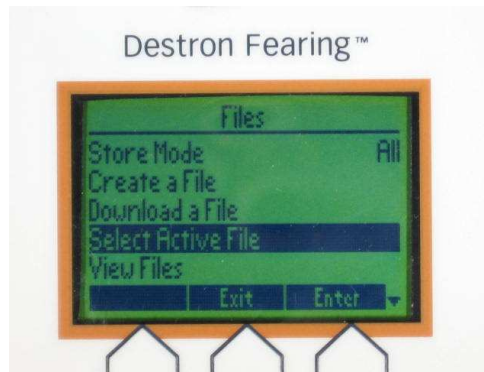 Destron Fearing™
Files
Store Mode All
Create a File
Download a File
Select Active File
View Files
Exit Enter